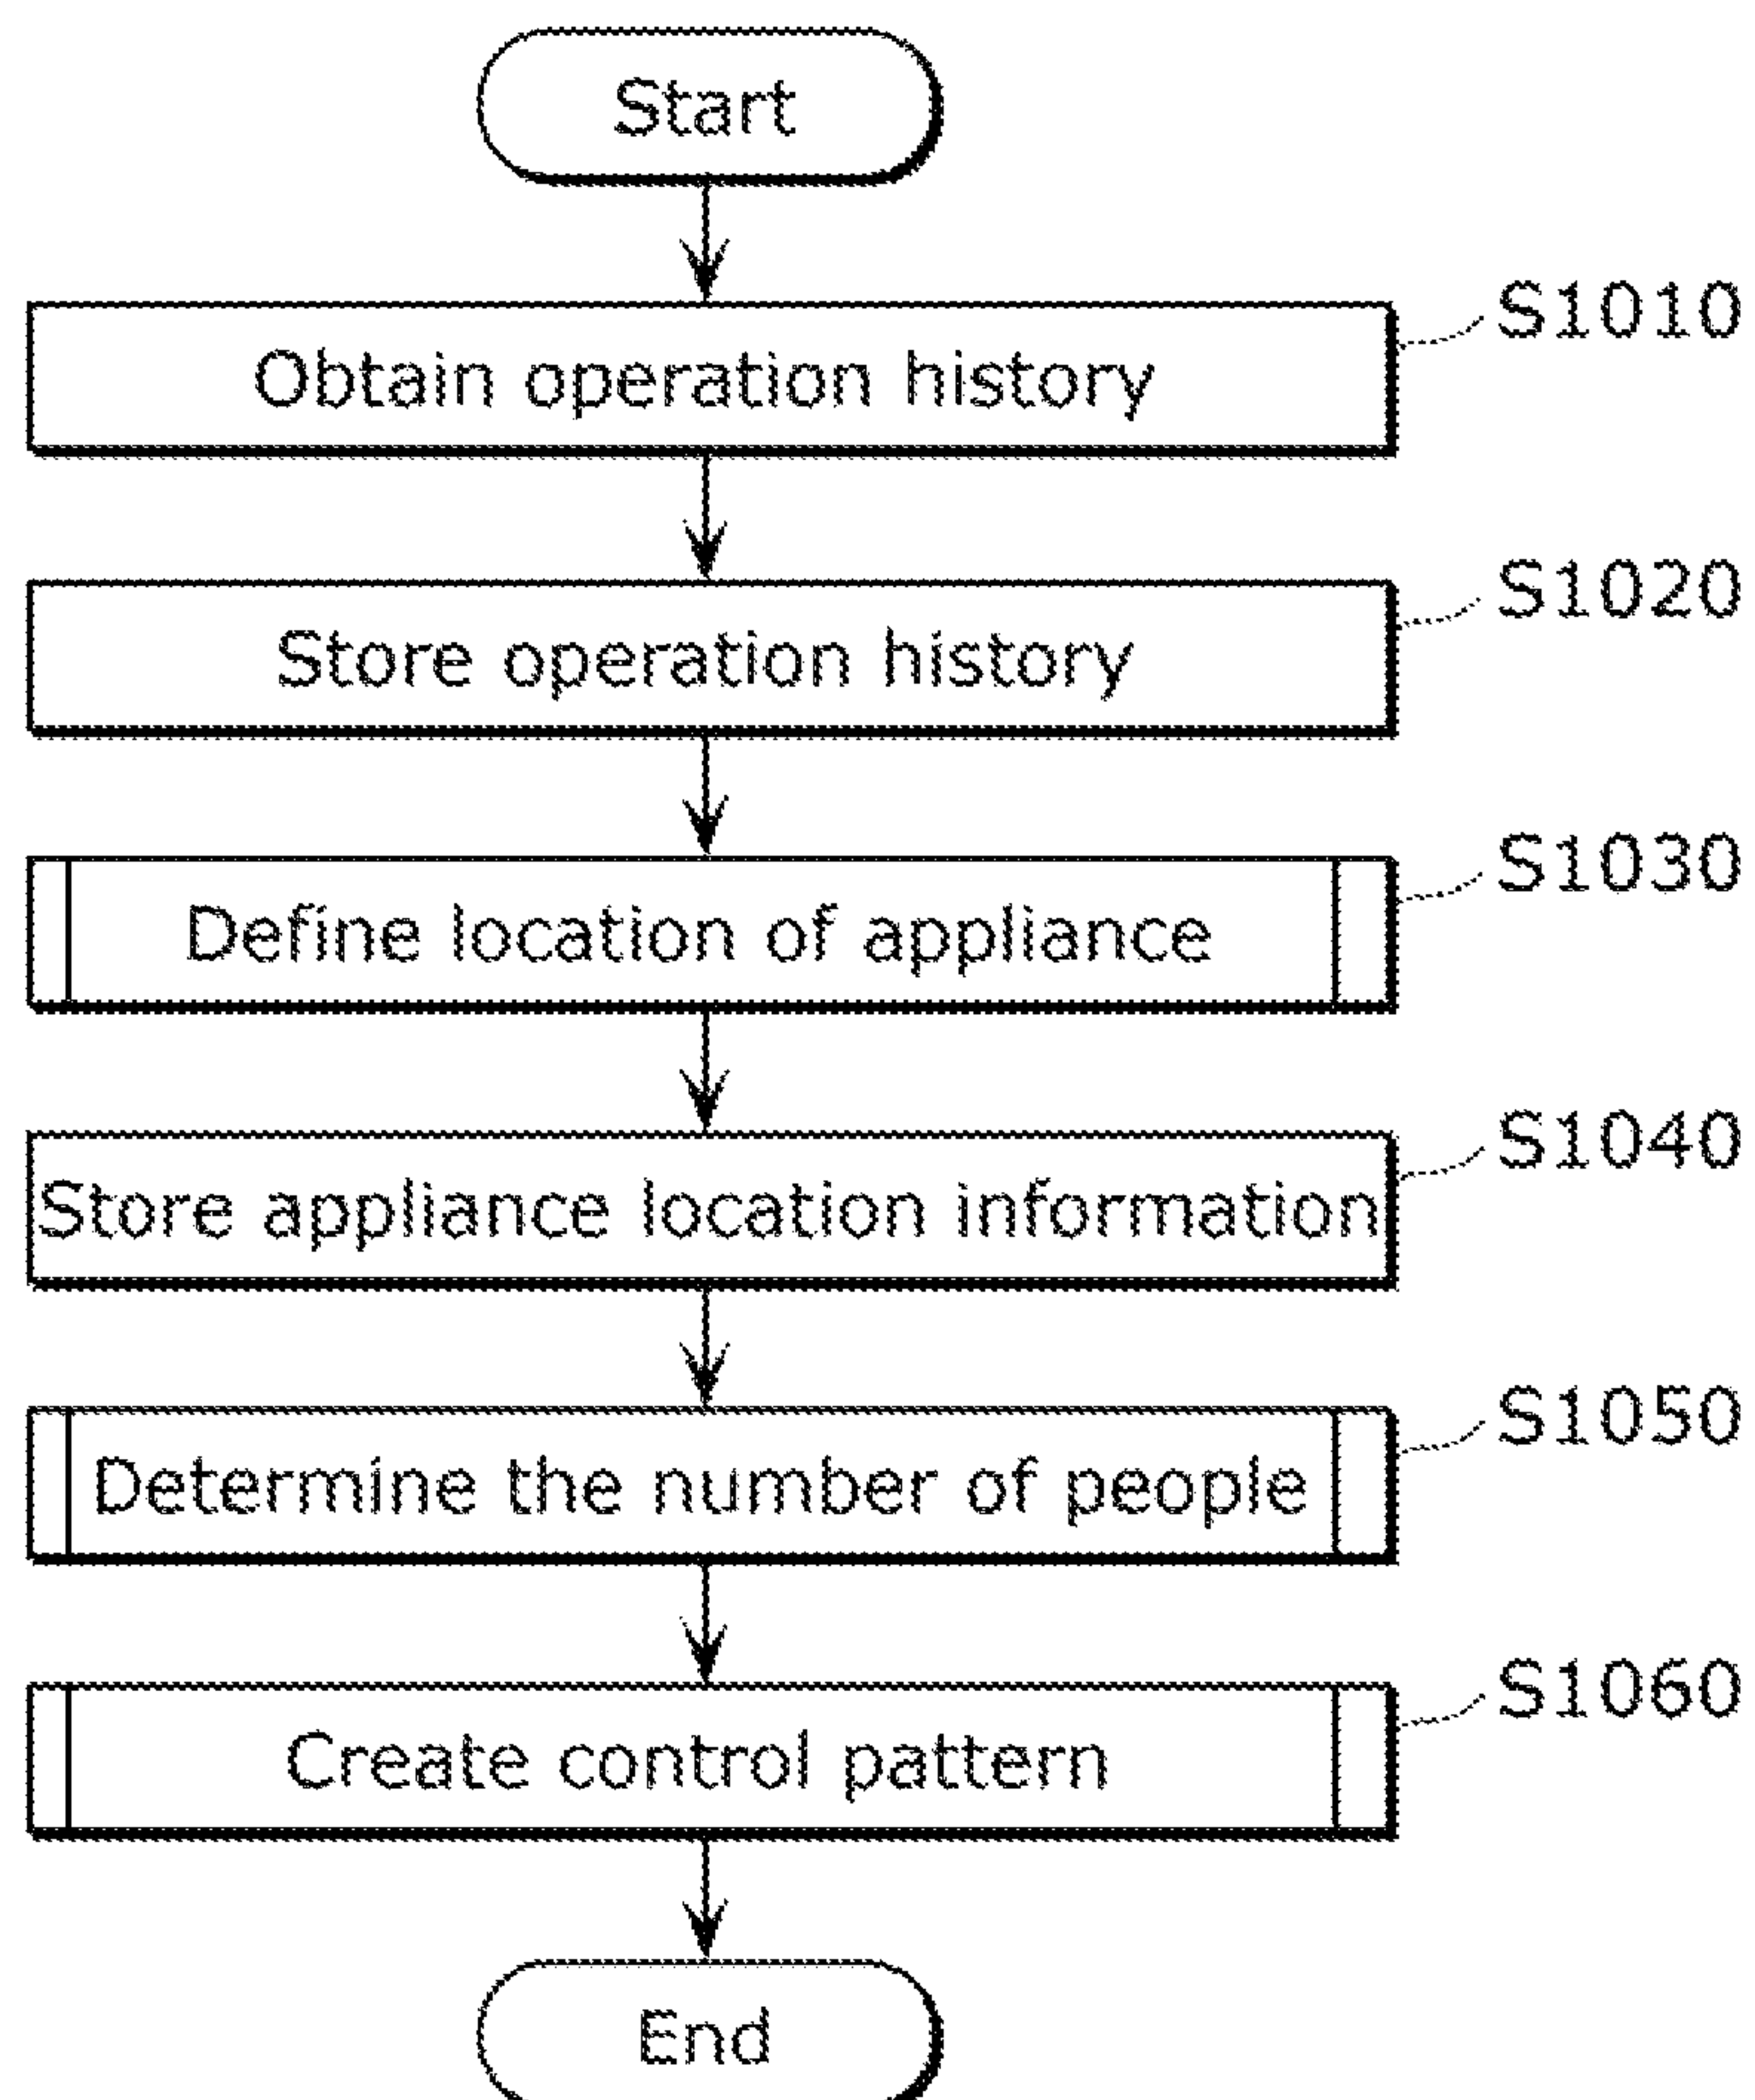 Start
Obtain operation history
S1010
Store operation history
S1020
Define location of appliance
S1030
Store appliance location information
S1040
Determine the number of people
S1050
Create control pattern
S1060
End